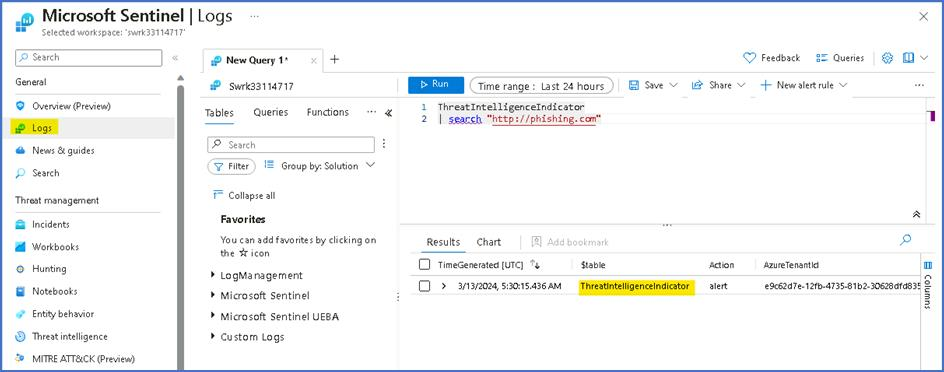 Microsoft Sentinel | Logs ...
Selected workspace: 'swrk33114717'
Search
General
Overview (Preview)
Logs
News & guides
Search
Threat management
Incidents
Workbooks
Hunting
Notebooks
Entity behavior
Threat intelligence
MITRE ATT&CK (Preview)
New Query 1*
Feedback
Queries
Swrk33114717
Run
Time range : Last 24 hours
Save
Share
New alert rule
...
Tables Queries Functions ...
Search
Filter
Group by: Solution
Collapse all
Favorites
You can add favorites by clicking on
the ☆ icon
LogManagement
Microsoft Sentinel
Microsoft Sentinel UEBA
Custom Logs
1 ThreatIntelligenceIndicator
2 | search "http://phishing.com"
Results Chart Add bookmark
TimeGenerated [UTC] $table Action AzureTenantId
3/13/2024, 5:30:15.436 AM ThreatIntelligenceIndicator alert e9c62d7e-12fb-4735-81b2-30628dfd835
Columns